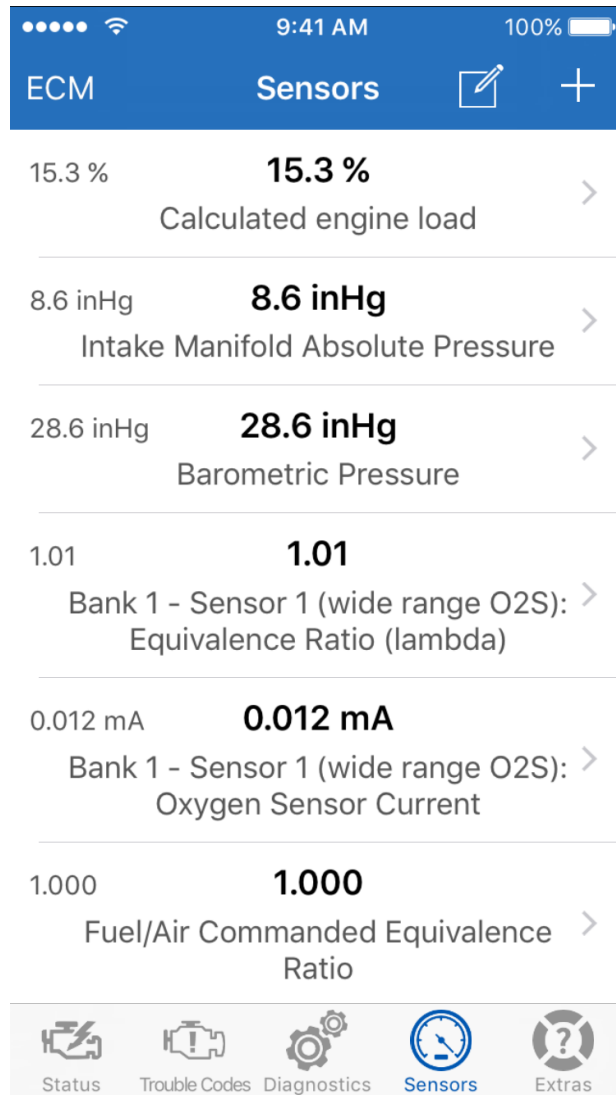 9:41 AM 100%
ECM Sensors
15.3 % 15.3 %
Calculated engine load
8.6 inHg 8.6 inHg
Intake Manifold Absolute Pressure
28.6 inHg 28.6 inHg
Barometric Pressure
1.01 1.01
Bank 1 - Sensor 1 (wide range O2S):
Equivalence Ratio (lambda)
0.012 mA 0.012 mA
Bank 1 - Sensor 1 (wide range O2S):
Oxygen Sensor Current
1.000 1.000
Fuel/Air Commanded Equivalence
Ratio
Status Trouble Codes Diagnostics Sensors Extras